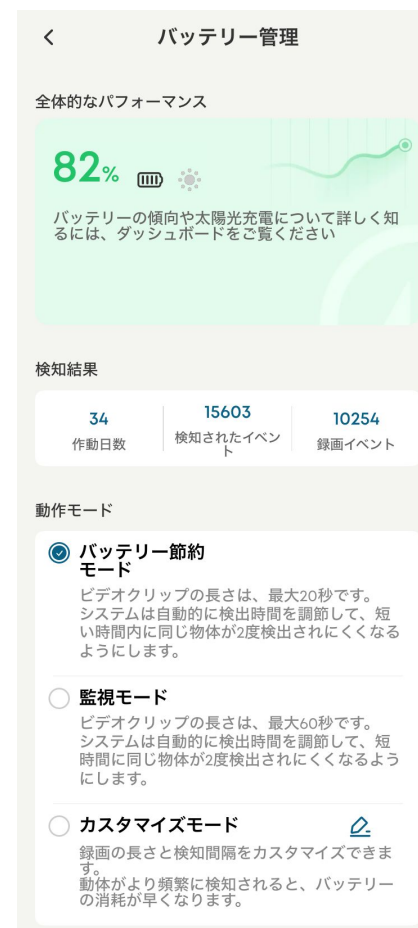 バッテリー管理
全体的なパフォーマンス
82%
バッテリーの傾向や太陽光充電について詳しく知
るには、ダッシュボードをご覧ください
検知結果
34
作動日数
15603
検知されたイベン
ト
10254
録画イベント
動作モード
バッテリー節約
モード
ビデオクリップの長さは、最大20秒です。
システムは自動的に検出時間を調節して、短
い時間内に同じ物体が2度検出されにくくなる
ようにします。
監視モード
ビデオクリップの長さは、最大60秒です。
システムは自動的に検出時間を調節して、短
時間に同じ物体が2度検出されにくくなるよう
にします。
カスタマイズモード
録画の長さと検知間隔をカスタマイズできま
す。
動体がより頻繁に検知されると、バッテリー
の消耗が早くなります。